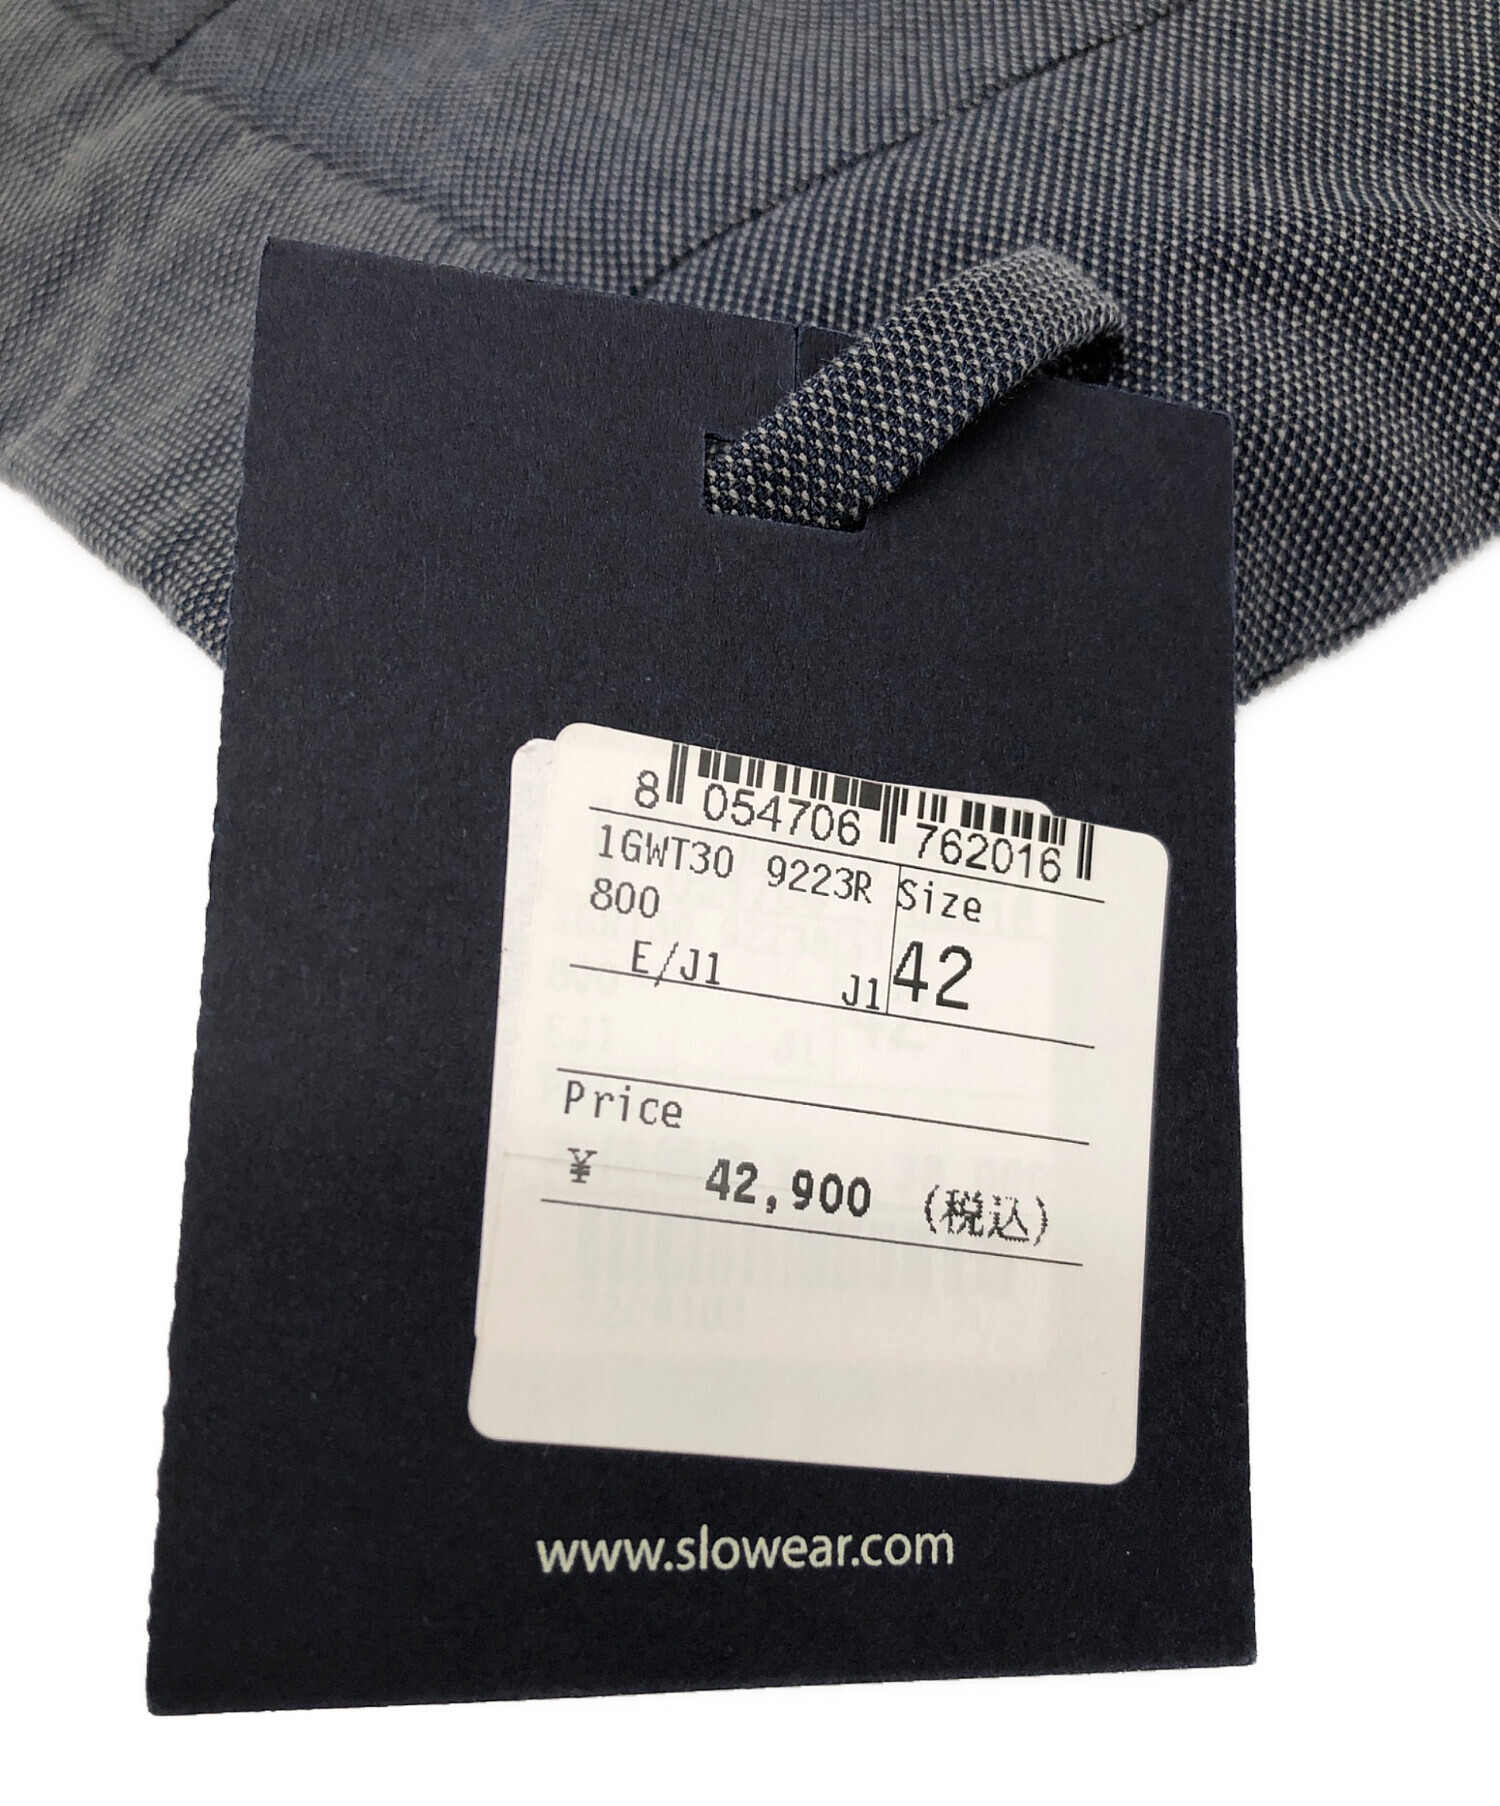 8 054706 762016
1GWT30 9223R Size
800
E/J1 J1 42
Price
¥ 42,900 (税込)
www.slowear.com